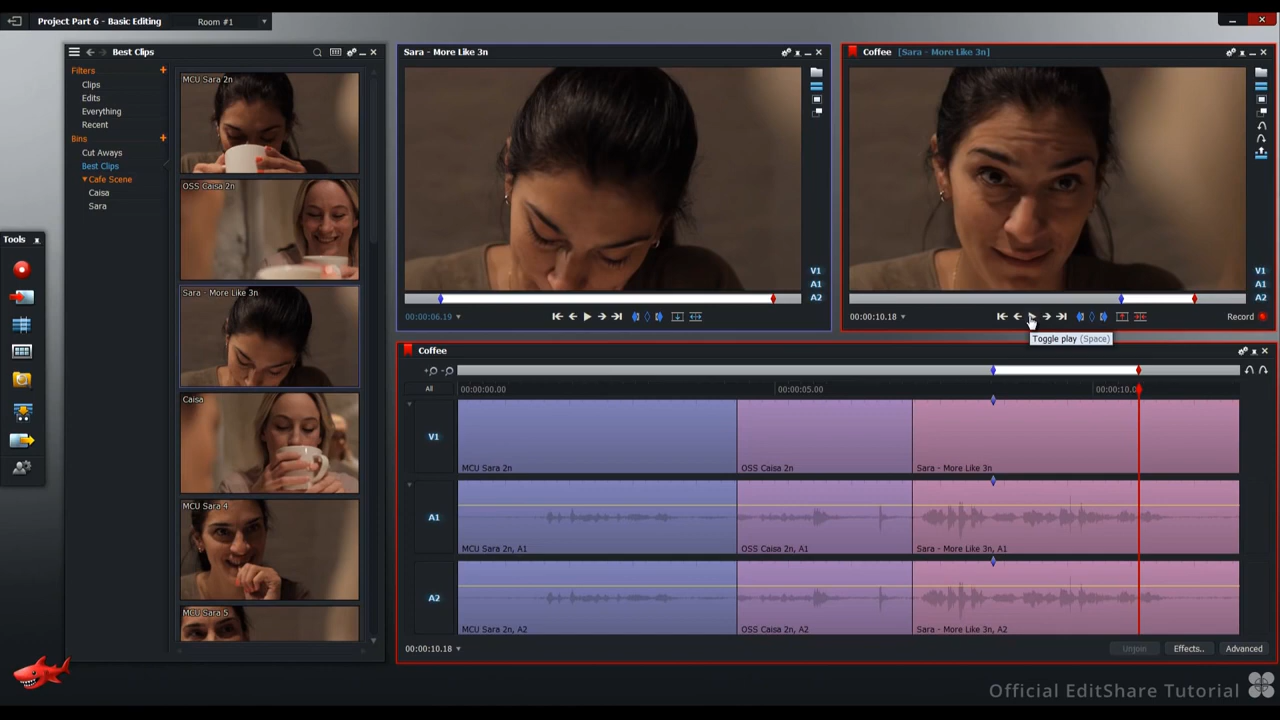 Project Part 6 - Basic Editing
Room #1
Best Clips
Filters
Clips
Edits
Everything
Recent
Bins
Cut Aways
Best Clips
Cafe Scene
Caisa
Sara
MCU Sara 2n
OSS Caisa 2n
Sara - More Like 3n
Caisa
MCU Sara 4
MCU Sara 5
Tools
Sara - More Like 3n
V1
A1
A2
00:00:06.19
Coffee [Sara - More Like 3n]
V1
A1
A2
00:00:10.18
Record
Toggle play (Space)
Coffee
All
00:00:00.00
00:00:05.00
00:00:10.0
V1
MCU Sara 2n
OSS Caisa 2n
Sara - More Like 3n
A1
MCU Sara 2n, A1
OSS Caisa 2n, A1
Sara - More Like 3n, A1
A2
MCU Sara 2n, A2
OSS Caisa 2n, A2
Sara - More Like 3n, A2
00:00:10.18
Unjoin
Effects..
Advanced
Official EditShare Tutorial